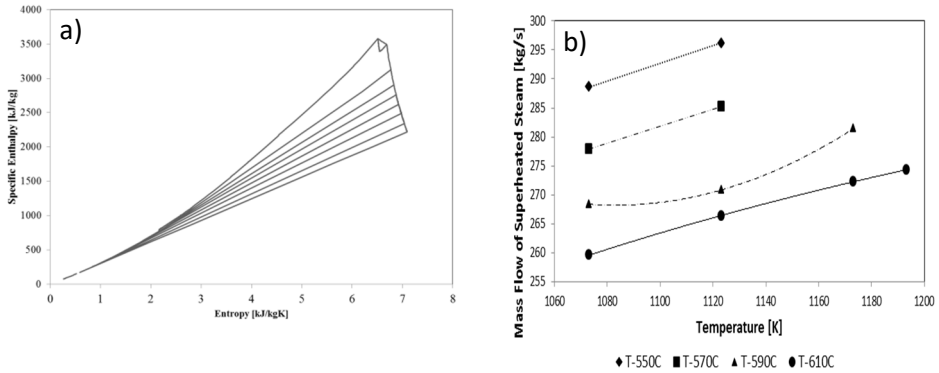 a)
Specific Enthalpy [kJ/kg]
4000
3500
3000
2500
2000
1500
1000
500
0
0 1 2 3 4 5 6 7 8
Entropy [kJ/kgK]
b)
Mass Flow of Superheated Steam [kg/s]
300
295
290
285
280
275
270
265
260
255
1060 1080 1100 1120 1140 1160 1180 1200
Temperature [K]
T-550C T-570C T-590C T-610C